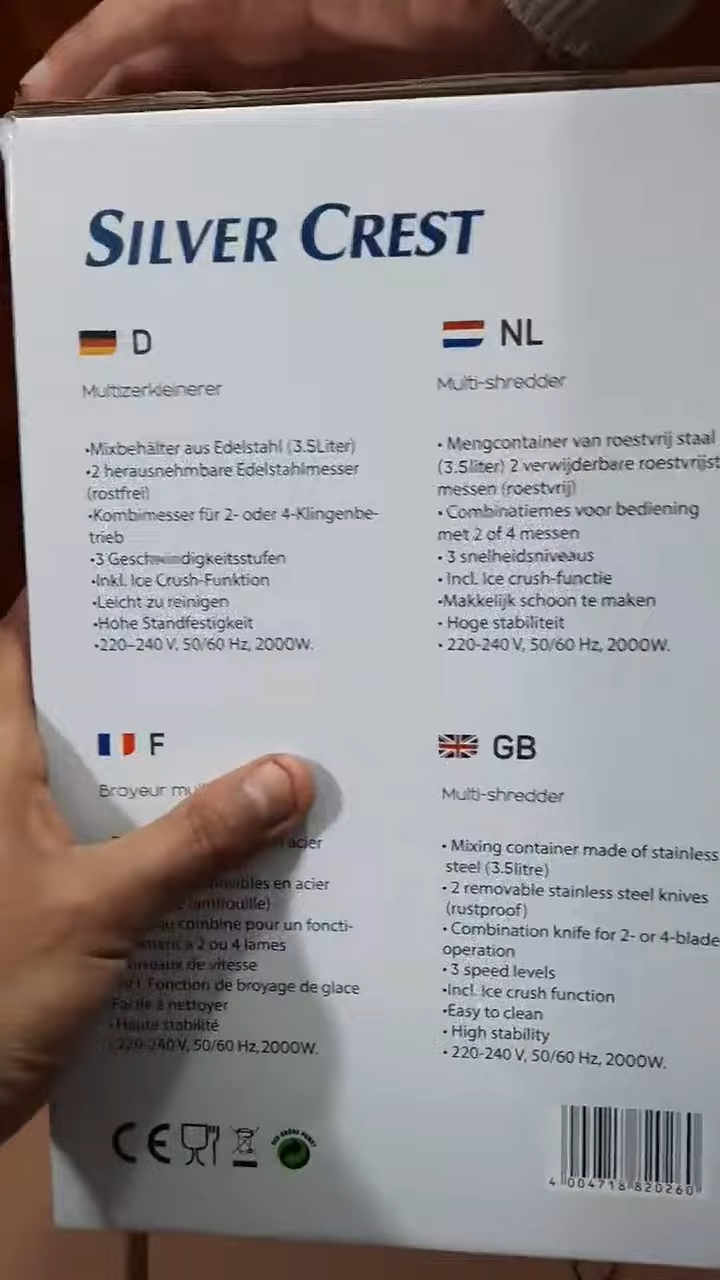 SILVER CREST
D
Multizerkleinerer
•Mixbehälter aus Edelstahl (3.5Liter)
•2 herausnehmbare Edelstahlmesser
(rostfrei)
•Kombimesser für 2- oder 4-Klingenbe-
trieb
•3 Geschwindigkeitsstufen
•Inkl. Ice Crush-Funktion
•Leicht zu reinigen
•Hohe Standfestigkeit
•220-240 V, 50/60 Hz, 2000W.
NL
Multi-shredder
• Mengcontainer van roestvrij staal
(3.5liter) 2 verwijderbare roestvrijst
messen (roestvrij)
• Combinatiemes voor bediening
met 2 of 4 messen
• 3 snelheidsniveaus
• Incl. Ice crush-functie
•Makkelijk schoon te maken
• Hoge stabiliteit
• 220-240 V, 50/60 Hz, 2000W.
F
Broyeur
acier
en acier
combine pour un foncti-
à 2 ou 4 lames
de vitesse
Fonction de broyage de glace
Facile à nettoyer
• Haute stabilité
220-240 V, 50/60 Hz, 2000W.
GB
Multi-shredder
• Mixing container made of stainless
steel (3.5litre)
• 2 removable stainless steel knives
(rustproof)
• Combination knife for 2- or 4-blade
operation
• 3 speed levels
•Incl. Ice crush function
•Easy to clean
• High stability
• 220-240 V, 50/60 Hz, 2000W.
CE
4 004718 820260